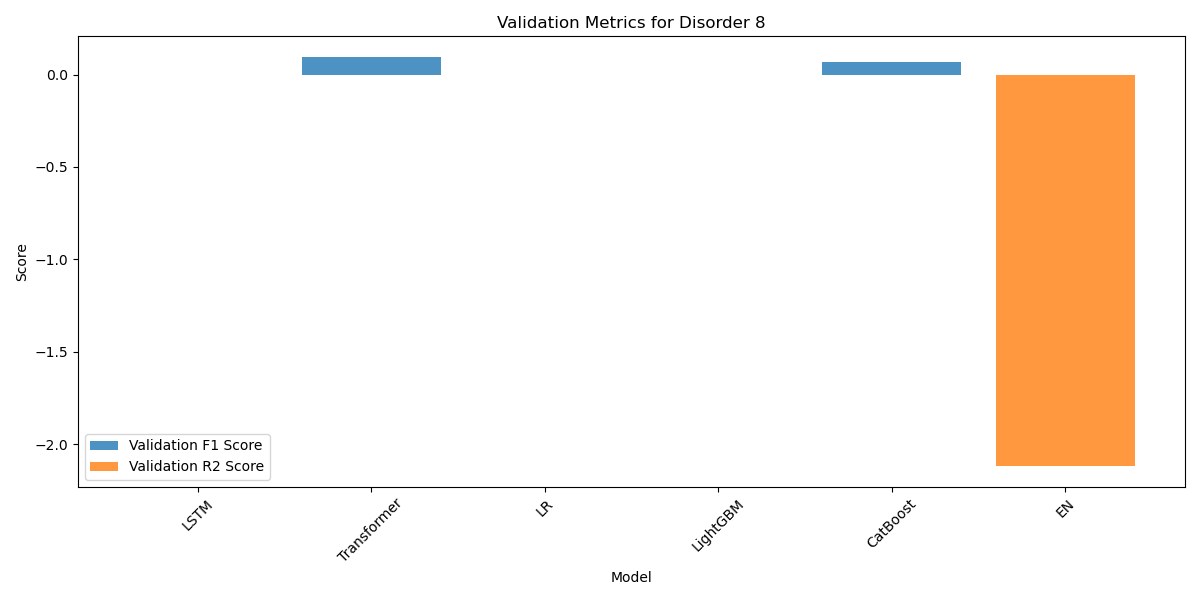 Validation Metrics for Disorder 8
Score
0.0
−0.5
−1.0
−1.5
−2.0
Validation F1 Score
Validation R2 Score
LSTM
Transformer
LR
LightGBM
CatBoost
EN
Model